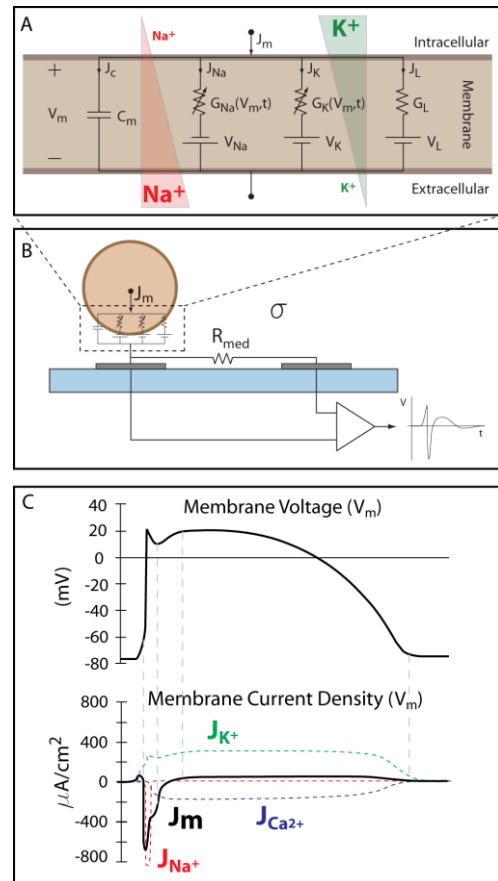 A
Na+
K+
Jm
Intracellular
+
Jc
JNa
JK
JL
Vm
Cm
GNa(Vm,t)
GK(Vm,t)
GL
Membrane
VNa
VK
VL
−
Na+
K+
Extracellular
B
Jm
σ
Rmed
V
t
C
Membrane Voltage (Vm)
40
20
0
-20
-40
-60
-80
(mV)
Membrane Current Density (Vm)
800
400
0
-400
-800
μA/cm2
JK+
Jm
JCa2+
JNa+